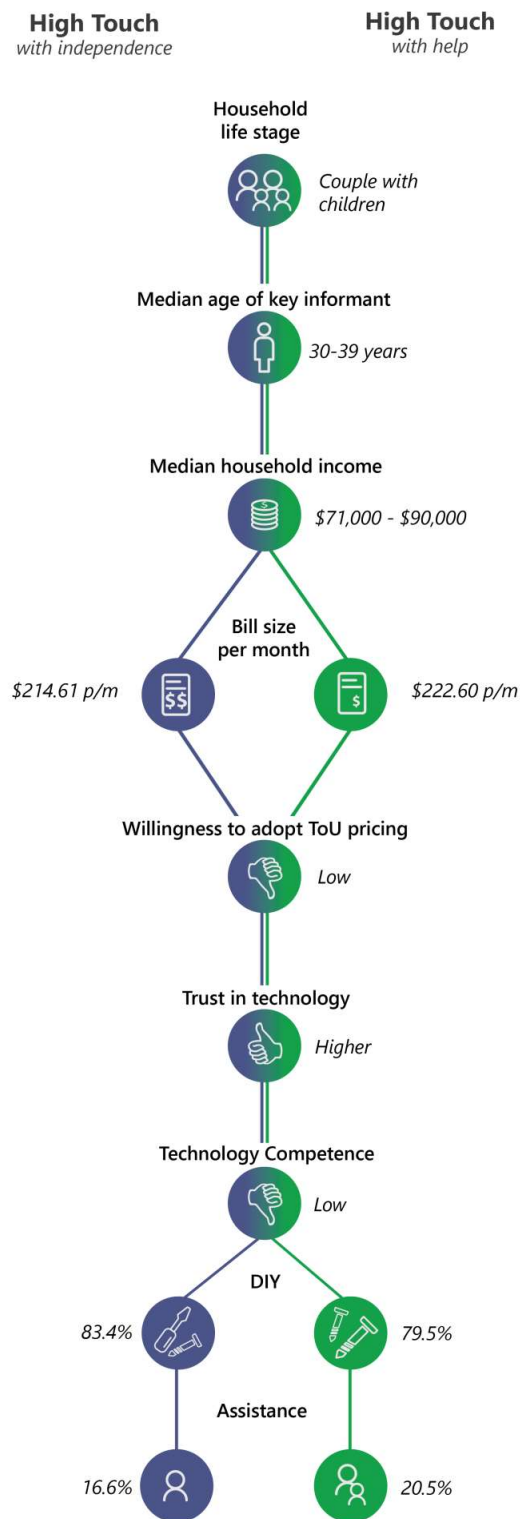 High Touch
with independence
High Touch
with help
Household
life stage
Couple with
children
Median age of key informant
30-39 years
Median household income
$
$71,000 - $90,000
Bill size
per month
$214.61 p/m
$$
$
$222.60 p/m
Willingness to adopt ToU pricing
Low
Trust in technology
Higher
Technology Competence
Low
DIY
83.4%
79.5%
Assistance
16.6%
20.5%